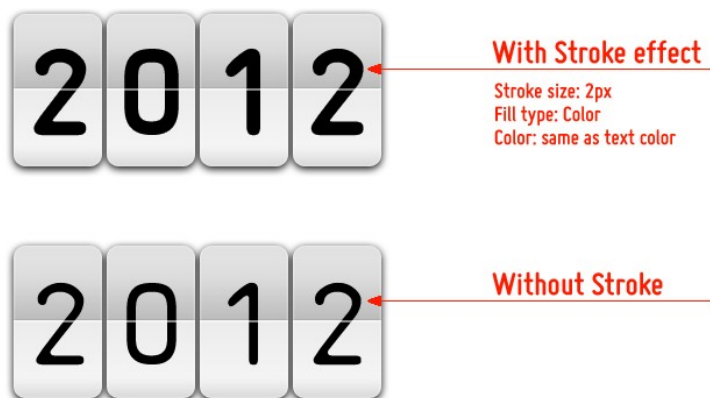 2012
With Stroke effect
Stroke size: 2px
Fill type: Color
Color: same as text color
2012
Without Stroke